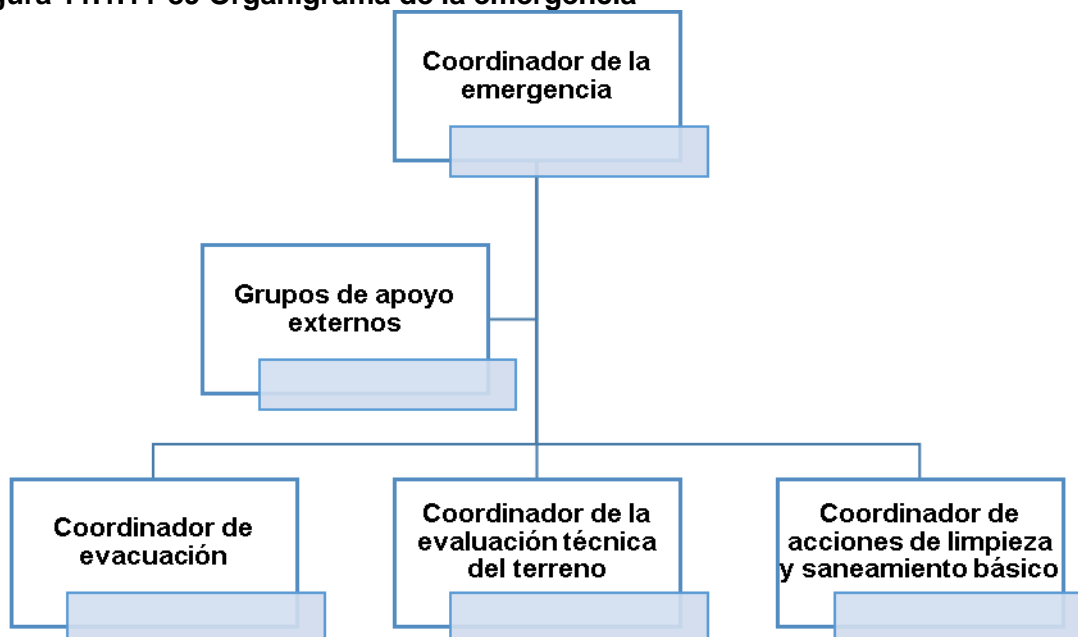 Organigrama de la emergencia
Coordinador de la
emergencia
Grupos de apoyo
externos
Coordinador de
evacuación
Coordinador de la
evaluación técnica
del terreno
Coordinador de
acciones de limpieza
y saneamiento básico